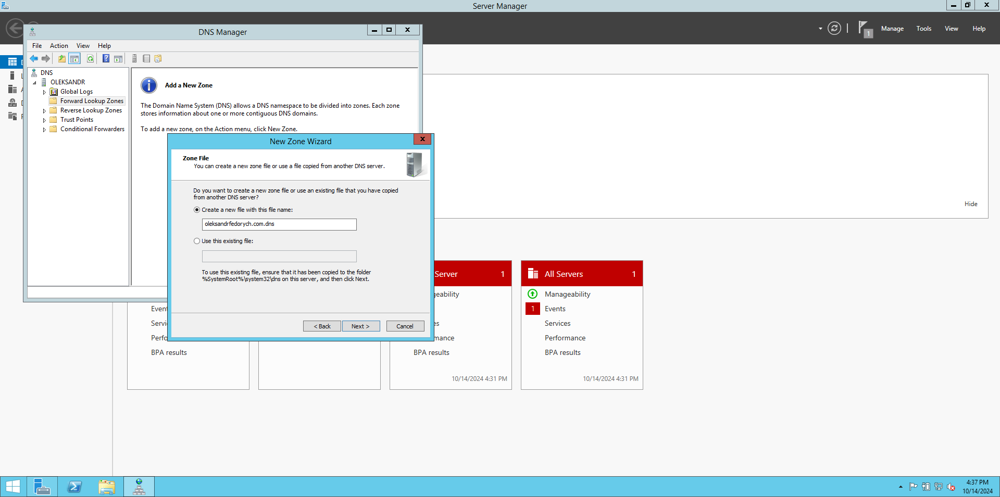 Server Manager
Manage
Tools
View
Help
1
DNS Manager
File
Action
View
Help
DNS
OLEKSANDR
Global Logs
Forward Lookup Zones
Reverse Lookup Zones
Trust Points
Conditional Forwarders
Add a New Zone
The Domain Name System (DNS) allows a DNS namespace to be divided into zones. Each zone
stores information about one or more contiguous DNS domains.
To add a new zone, on the Action menu, click New Zone.
New Zone Wizard
Zone File
You can create a new zone file or use a file copied from another DNS server.
Do you want to create a new zone file or use an existing file that you have copied
from another DNS server?
Create a new file with this file name:
oleksandrfedorych.com.dns
Use this existing file:
To use this existing file, ensure that it has been copied to the folder
%SystemRoot%\system32\dns on this server, and then click Next.
< Back
Next >
Cancel
Hide
BPA results
Server
1
BPA results
10/14/2024 4:31 PM
All Servers
1
Manageability
1
Events
Services
Performance
BPA results
10/14/2024 4:31 PM
4:37 PM
10/14/2024